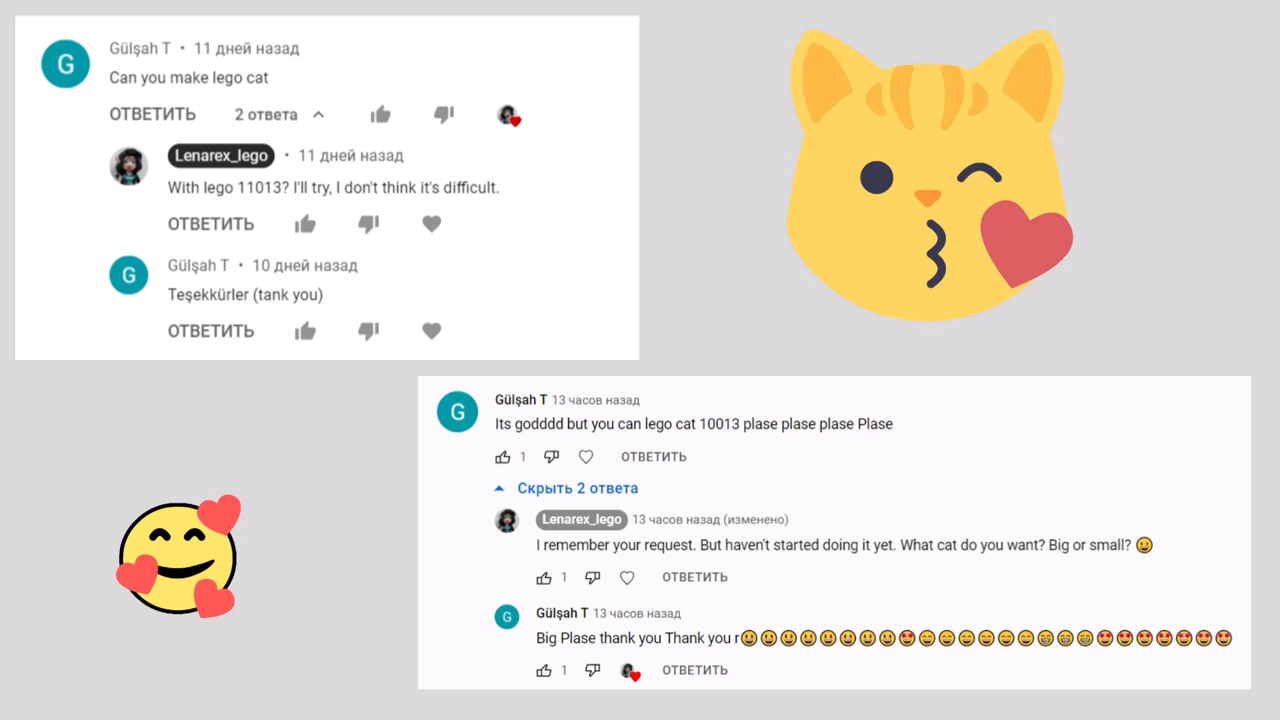 G
Gülşah T • 11 дней назад
Can you make lego cat
ОТВЕТИТЬ 2 ответа
Lenarex_lego • 11 дней назад
With lego 11013? I'll try, I don't think it's difficult.
ОТВЕТИТЬ
G
Gülşah T • 10 дней назад
Teşekkürler (tank you)
ОТВЕТИТЬ
G
Gülşah T 13 часов назад
Its godddd but you can lego cat 10013 plase plase plase Plase
1 ОТВЕТИТЬ
Скрыть 2 ответа
Lenarex_lego 13 часов назад (изменено)
I remember your request. But haven't started doing it yet. What cat do you want? Big or small? 😀
1 ОТВЕТИТЬ
G
Gülşah T 13 часов назад
Big Plase thank you Thank you r😃😃😃😃😃😃😃😃🤩😄😄😄😄😄😄😁😁😁🤩🤩🤩🤩🤩🤩🤩
1 ОТВЕТИТЬ